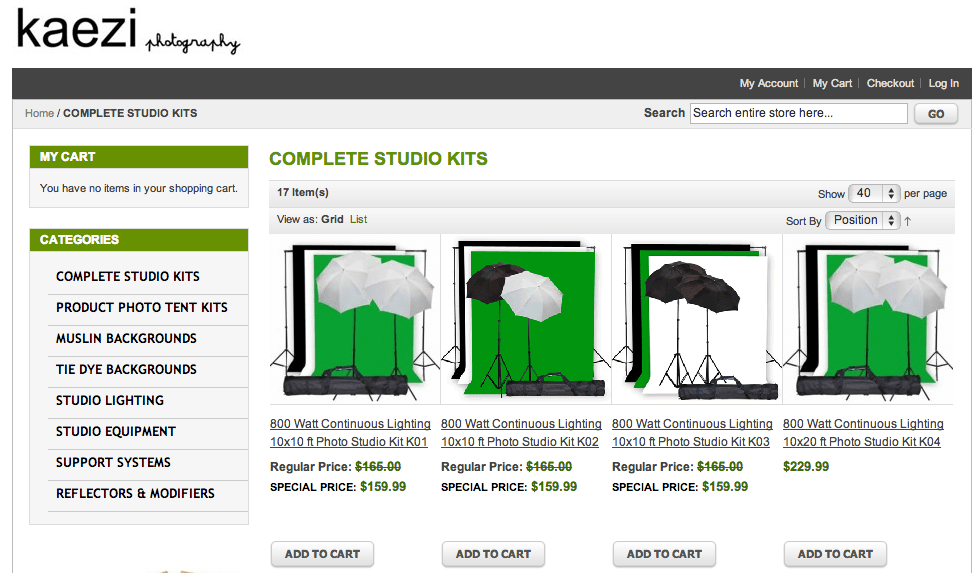 kaezi photography
My Account | My Cart | Checkout | Log In
Home / COMPLETE STUDIO KITS
Search Search entire store here... GO
MY CART
You have no items in your shopping cart.
CATEGORIES
COMPLETE STUDIO KITS
PRODUCT PHOTO TENT KITS
MUSLIN BACKGROUNDS
TIE DYE BACKGROUNDS
STUDIO LIGHTING
STUDIO EQUIPMENT
SUPPORT SYSTEMS
REFLECTORS & MODIFIERS
COMPLETE STUDIO KITS
17 Item(s)
Show 40 per page
View as: Grid List
Sort By Position ↑
800 Watt Continuous Lighting
10x10 ft Photo Studio Kit K01
Regular Price: $165.00
SPECIAL PRICE: $159.99
ADD TO CART
800 Watt Continuous Lighting
10x10 ft Photo Studio Kit K02
Regular Price: $165.00
SPECIAL PRICE: $159.99
ADD TO CART
800 Watt Continuous Lighting
10x10 ft Photo Studio Kit K03
Regular Price: $165.00
SPECIAL PRICE: $159.99
ADD TO CART
800 Watt Continuous Lighting
10x20 ft Photo Studio Kit K04
$229.99
ADD TO CART